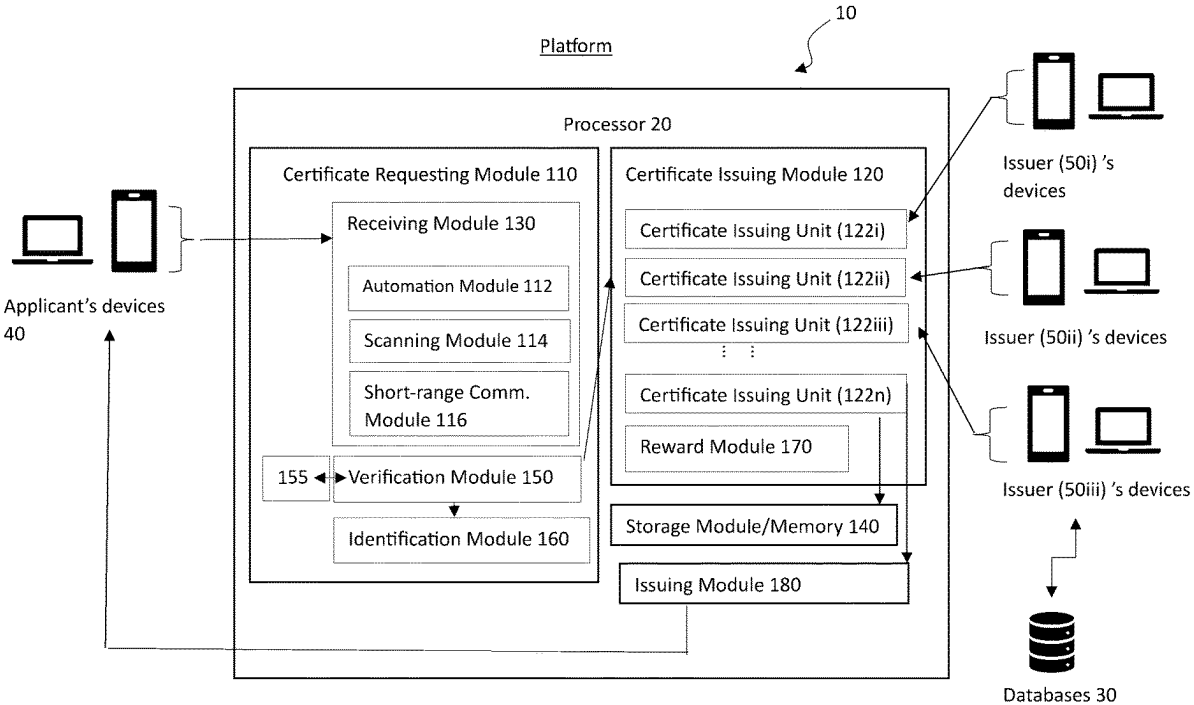 10
Platform
Processor 20
Certificate Requesting Module 110
Receiving Module 130
Automation Module 112
Scanning Module 114
Short-range Comm.
Module 116
155
Verification Module 150
Identification Module 160
Certificate Issuing Module 120
Certificate Issuing Unit (122i)
Certificate Issuing Unit (122ii)
Certificate Issuing Unit (122iii)
Certificate Issuing Unit (122n)
Reward Module 170
Storage Module/Memory 140
Issuing Module 180
Applicant's devices
40
Issuer (50i) 's
devices
Issuer (50ii) 's devices
Issuer (50iii) 's devices
Databases 30